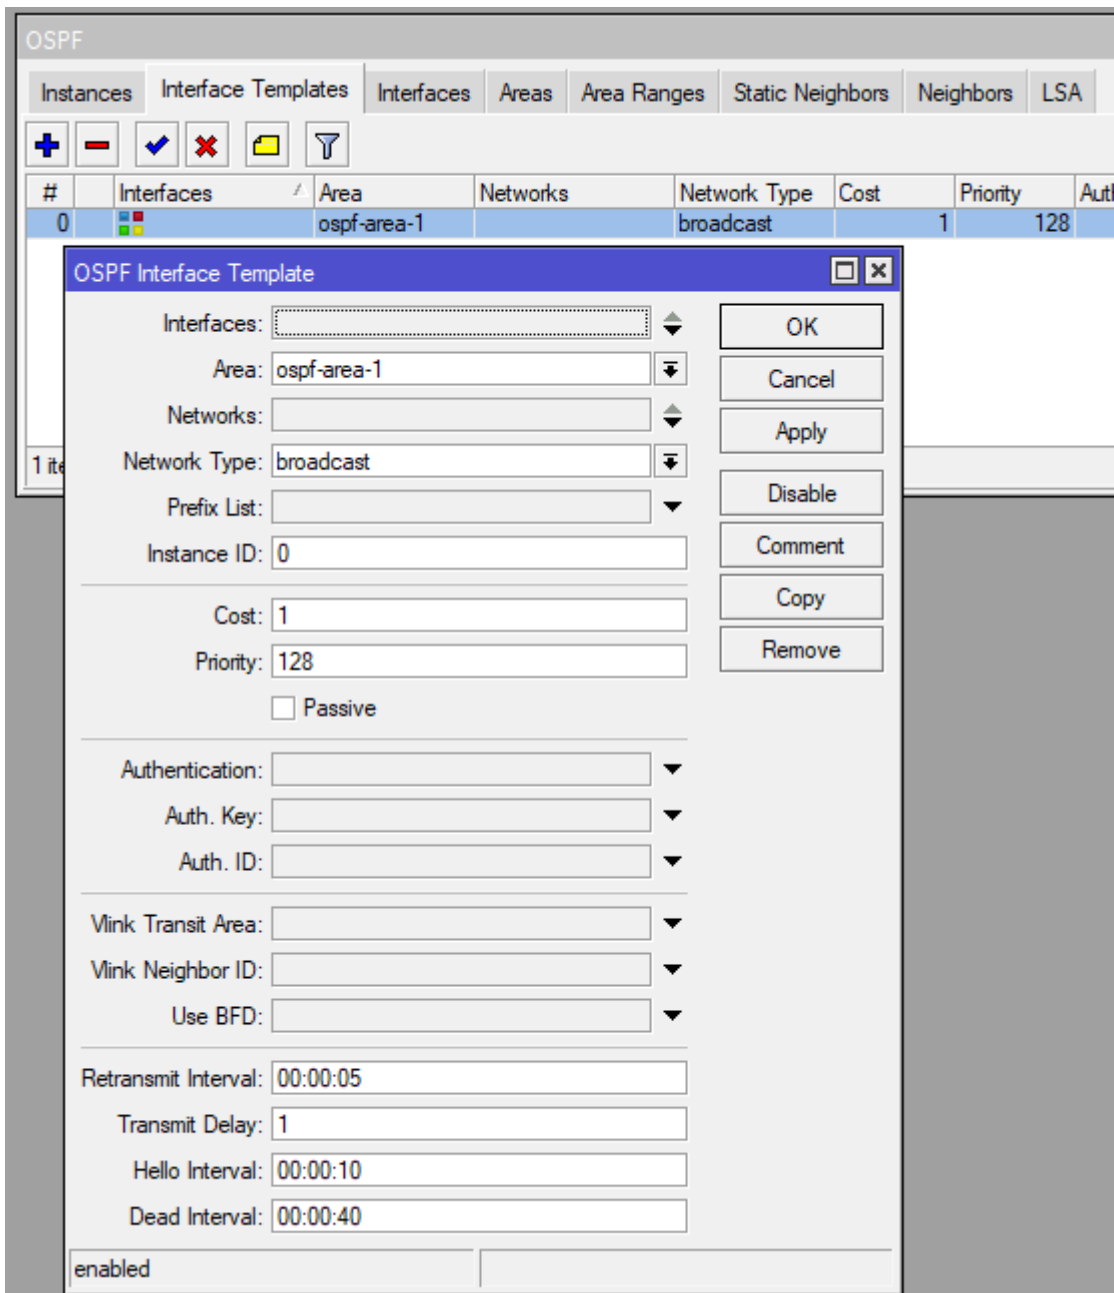 OSPF
Instances Interface Templates Interfaces Areas Area Ranges Static Neighbors Neighbors LSA
# Interfaces Area Networks Network Type Cost Priority Auth
0 ospf-area-1 broadcast 1 128
OSPF Interface Template
Interfaces: OK
Area: ospf-area-1 Cancel
Networks: Apply
Network Type: broadcast
1 ite
Prefix List: Disable
Instance ID: 0 Comment
Cost: 1 Copy
Priority: 128 Remove
Passive
Authentication:
Auth. Key:
Auth. ID:
Vlink Transit Area:
Vlink Neighbor ID:
Use BFD:
Retransmit Interval: 00:00:05
Transmit Delay: 1
Hello Interval: 00:00:10
Dead Interval: 00:00:40
enabled